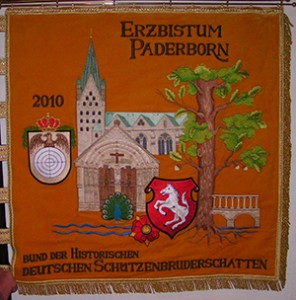 ERZBISTUM
PADERBORN
2010
BUND DER HISTORISCHEN
DEUTSCHEN SCHÜTZENBRUDERSCHAFTEN